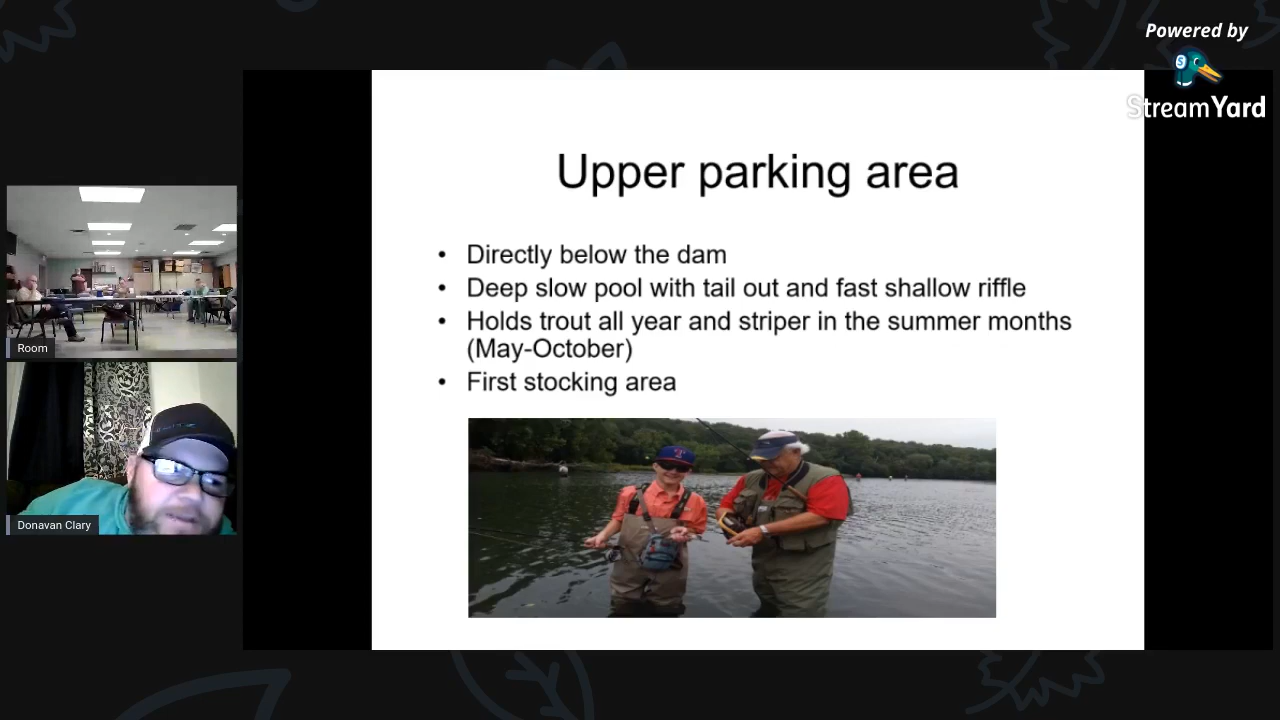 Powered by
StreamYard
Upper parking area
• Directly below the dam
• Deep slow pool with tail out and fast shallow riffle
• Holds trout all year and striper in the summer months
(May-October)
• First stocking area
Room
Donavan Clary
T